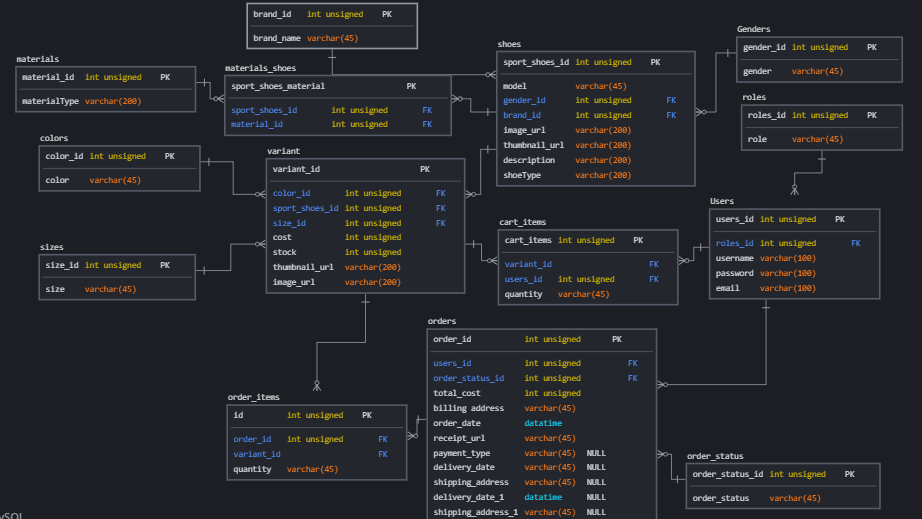 brand_id int unsigned PK
brand_name varchar(45)
materials
material_id int unsigned PK
materialType varchar(200)
materials_shoes
sport_shoes_material PK
sport_shoes_id int unsigned FK
material_id int unsigned FK
shoes
sport_shoes_id int unsigned PK
model varchar(45)
gender_id int unsigned FK
brand_id int unsigned FK
image_url varchar(200)
thumbnail_url varchar(200)
description varchar(200)
shoeType varchar(200)
Genders
gender_id int unsigned PK
gender varchar(45)
roles
roles_id int unsigned PK
role varchar(45)
colors
color_id int unsigned PK
color varchar(45)
variant
variant_id PK
color_id int unsigned FK
sport_shoes_id int unsigned FK
size_id int unsigned FK
cost int unsigned
stock int unsigned
thumbnail_url varchar(200)
image_url varchar(200)
sizes
size_id int unsigned PK
size varchar(45)
cart_items
cart_items int unsigned PK
variant_id FK
users_id int unsigned FK
quantity varchar(45)
Users
users_id int unsigned PK
roles_id int unsigned FK
username varchar(100)
password varchar(100)
email varchar(100)
orders
order_id int unsigned PK
users_id int unsigned FK
order_status_id int unsigned FK
total_cost int unsigned
billing address varchar(45)
order_date datatime
receipt_url varchar(45)
payment_type varchar(45) NULL
delivery_date varchar(45) NULL
shipping_address varchar(45) NULL
delivery_date_1 datatime NULL
shipping_address_1 varchar(45) NULL
order_items
id int unsigned PK
order_id int unsigned FK
variant_id FK
quantity varchar(45)
order_status
order_status_id int unsigned PK
order_status varchar(45)